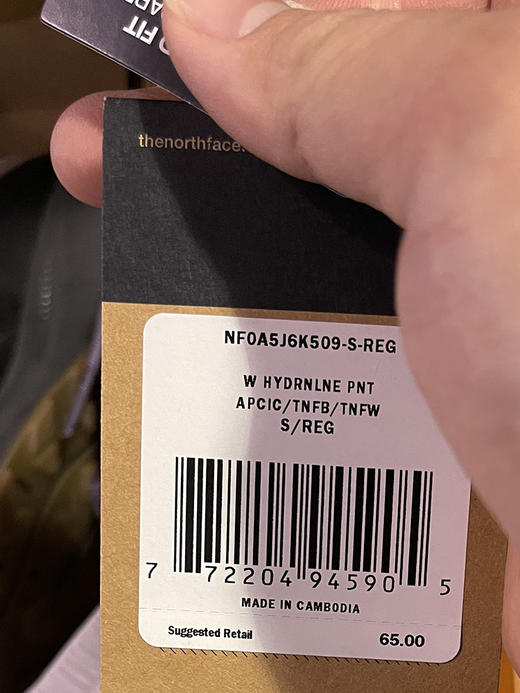 FIT
thenorthface.
NF0A5J6K509-S-REG
W HYDRNLNE PNT
APCIC/TNFB/TNFW
S/REG
7 72204 94590 5
MADE IN CAMBODIA
Suggested Retail 65.00